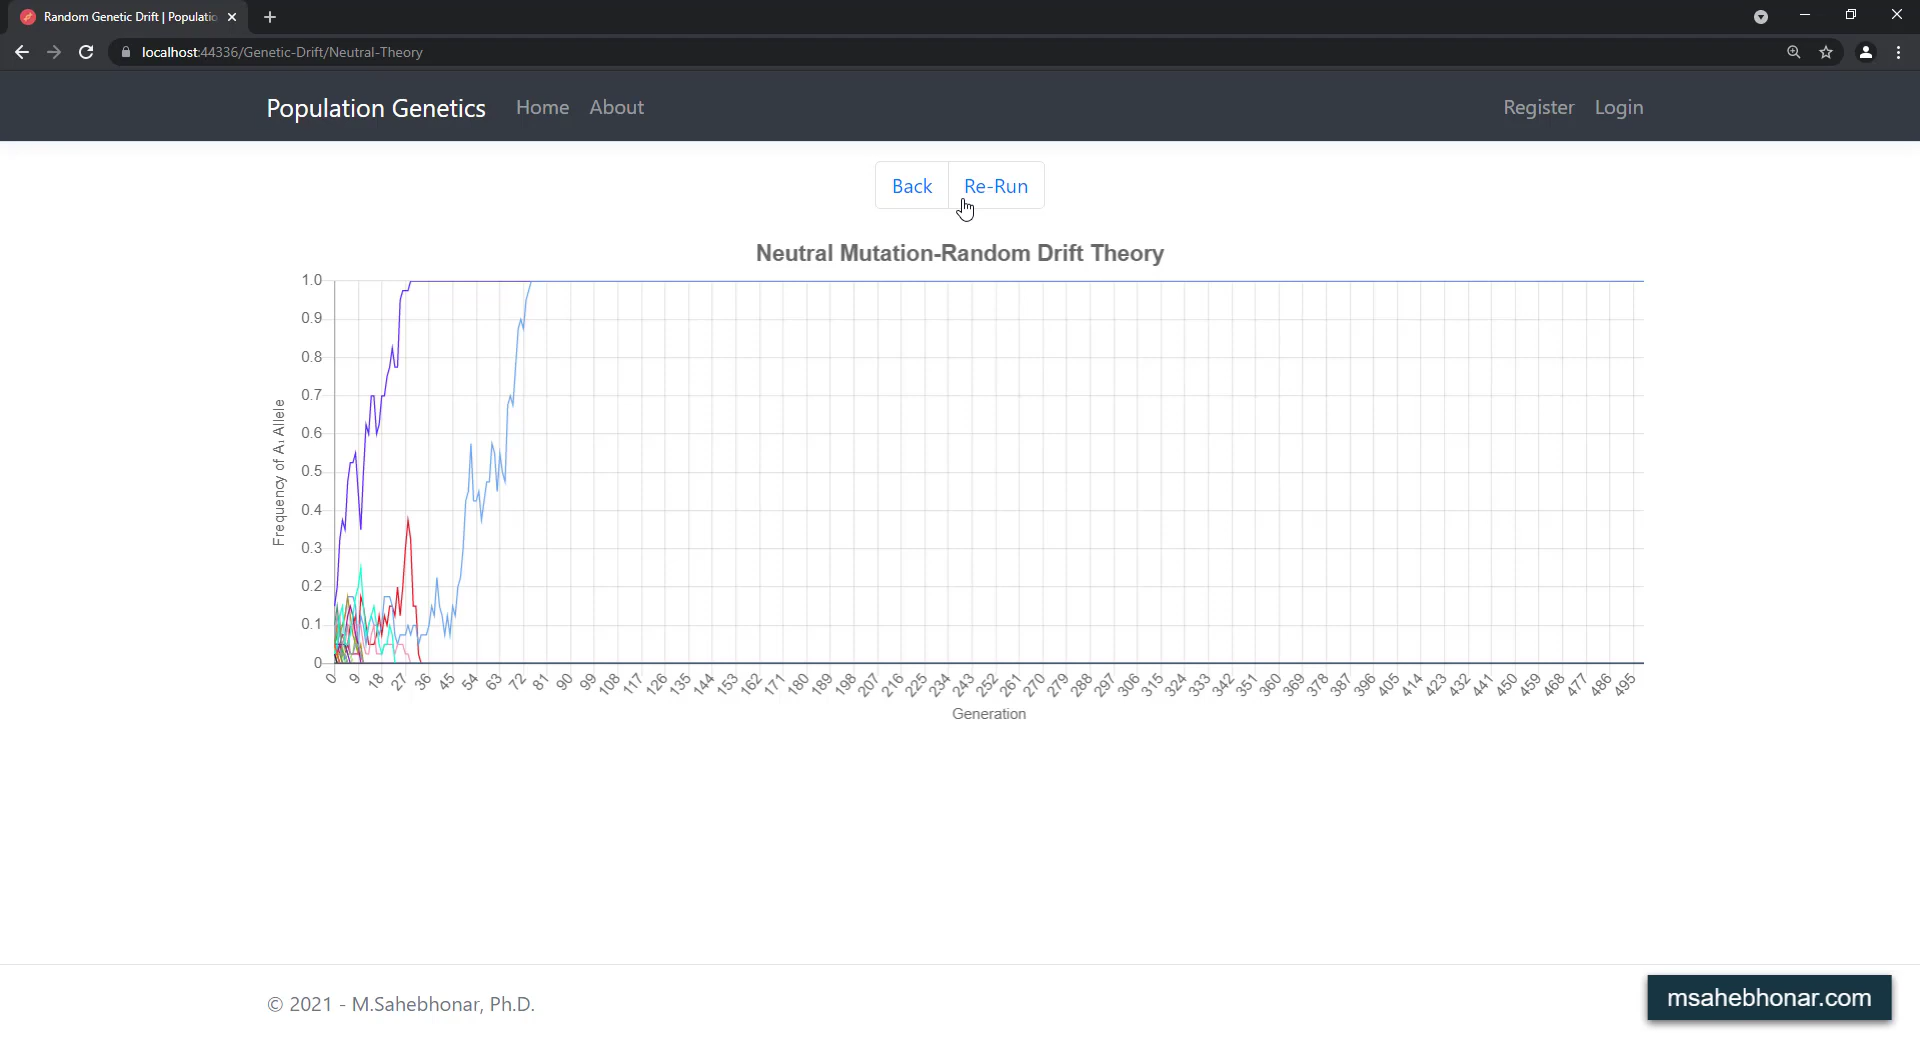 Random Genetic Drift | Populatio
localhost:44336/Genetic-Drift/Neutral-Theory
Population Genetics Home About Register Login
Back Re-Run
Neutral Mutation-Random Drift Theory
1.0
0.9
0.8
0.7
0.6
0.5
0.4
0.3
0.2
0.1
0
Frequency of A₁ Allele
0 9 18 27 36 45 54 63 72 81 90 99 108 117 126 135 144 153 162 171 180 189 198 207 216 225 234 243 252 261 270 279 288 297 306 315 324 333 342 351 360 369 378 387 396 405 414 423 432 441 450 459 468 477 486 495
Generation
© 2021 - M.Sahebhonar, Ph.D.
msahebhonar.com